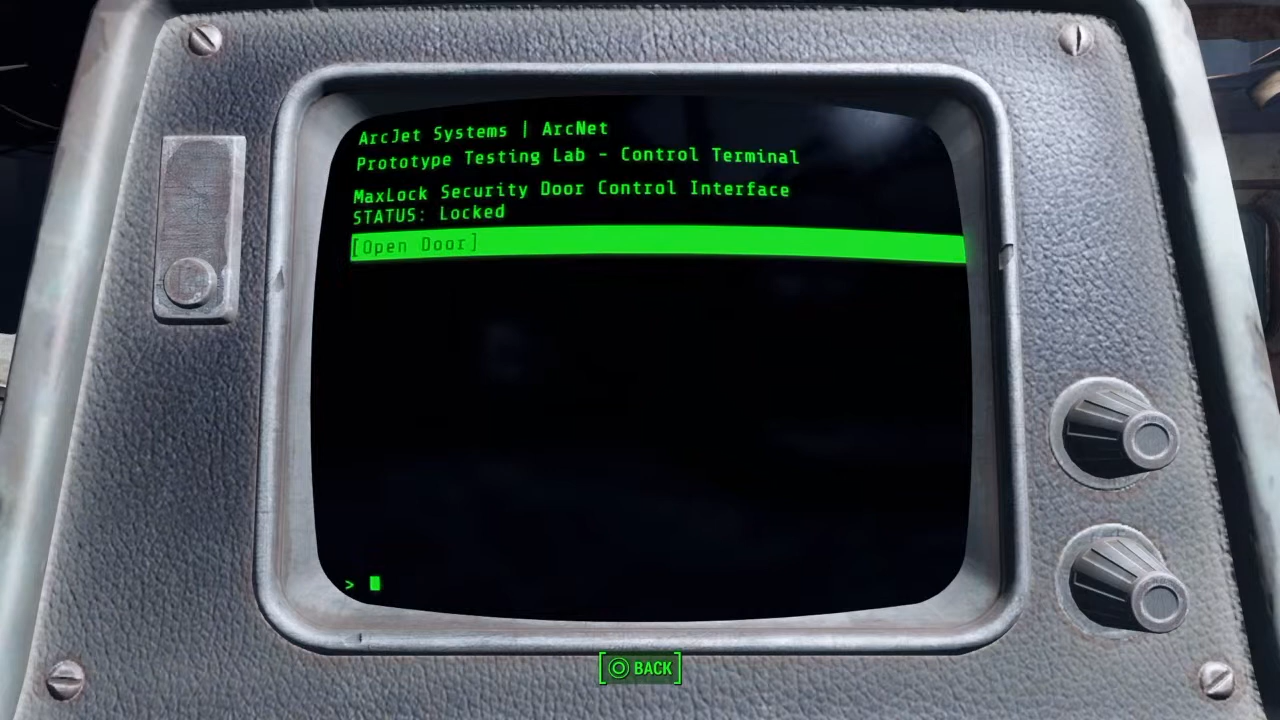 ArcJet Systems | ArcNet
Prototype Testing Lab - Control Terminal
MaxLock Security Door Control Interface
STATUS: Locked
[Open Door]
>
BACK